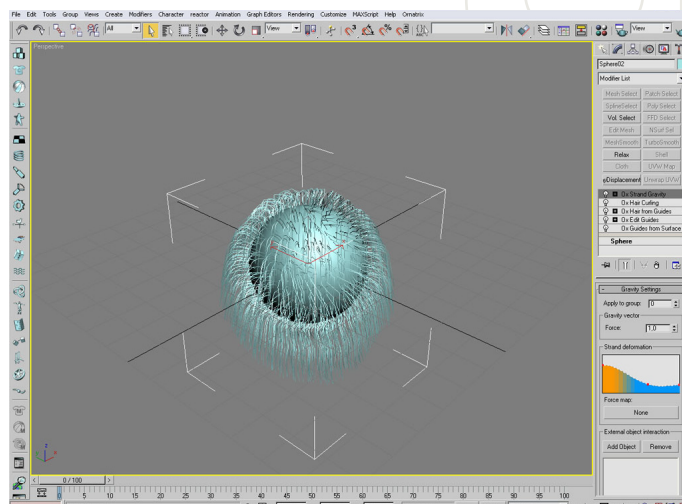 File Edit Tools Group Views Create Modifiers Character reactor Animation Graph Editors Rendering Customize MAXScript Help Ornatrix
All View View
Perspective
Sphere02
Modifier List
Mesh Select Patch Select
SplineSelect Poly Select
Vol. Select FFD Select
Edit Mesh NSurf Sel
MeshSmooth TurboSmooth
Relax Shell
Cloth UVW Map
pDisplacement Unwrap UVW
Ox Strand Gravity
Ox Hair Curling
Ox Hair from Guides
Ox Edit Guides
Ox Guides from Surface
Sphere
- Gravity Settings
Apply to group: 0
Gravity vector
Force: 1,0
Strand deformation
Force map:
None
External object interaction
Add Object Remove
z
x
< 0 / 100 >
0 5 10 15 20 25 30 35 40 45 50 55 60 65 70 75 80 85 90 95 100